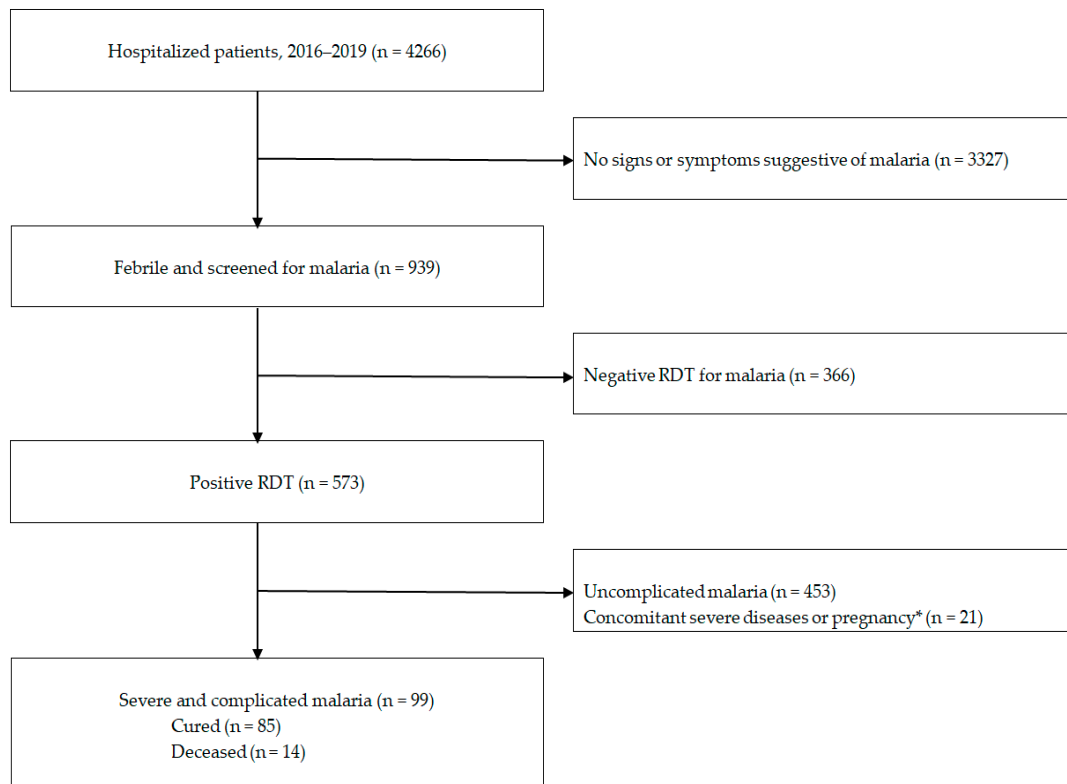 Hospitalized patients, 2016–2019 (n = 4266)
No signs or symptoms suggestive of malaria (n = 3327)
Febrile and screened for malaria (n = 939)
Negative RDT for malaria (n = 366)
Positive RDT (n = 573)
Uncomplicated malaria (n = 453)
Concomitant severe diseases or pregnancy* (n = 21)
Severe and complicated malaria (n = 99)
Cured (n = 85)
Deceased (n = 14)